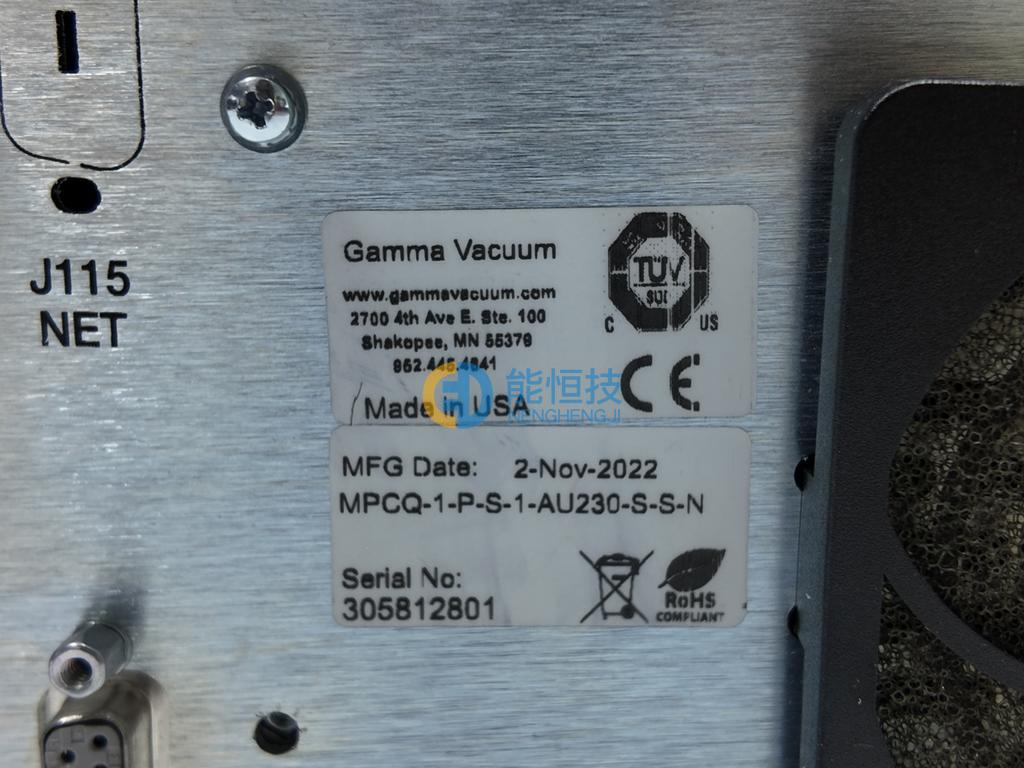 J115
NET
Gamma Vacuum
www.gammavacuum.com
2700 4th Ave E. Ste. 100
Shakopee, MN 55379
Made in USA
TÜV
SÜD
C US
CE
能恒技
NENGHENGJI
MFG Date: 2-Nov-2022
MPCQ-1-P-S-1-AU230-S-S-N
Serial No:
305812801
RoHS
COMPLIANT